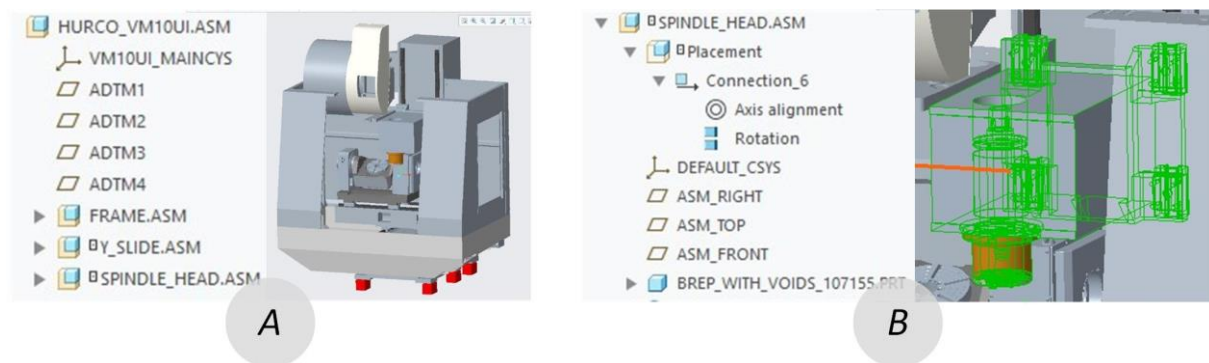 HURCO_VM10UI.ASM
VM10UI_MAINCYS
ADTM1
ADTM2
ADTM3
ADTM4
FRAME.ASM
Y_SLIDE.ASM
SPINDLE_HEAD.ASM
A
SPINDLE_HEAD.ASM
Placement
Connection_6
Axis alignment
Rotation
DEFAULT_CSYS
ASM_RIGHT
ASM_TOP
ASM_FRONT
BREP_WITH_VOIDS_107155.PRT
B